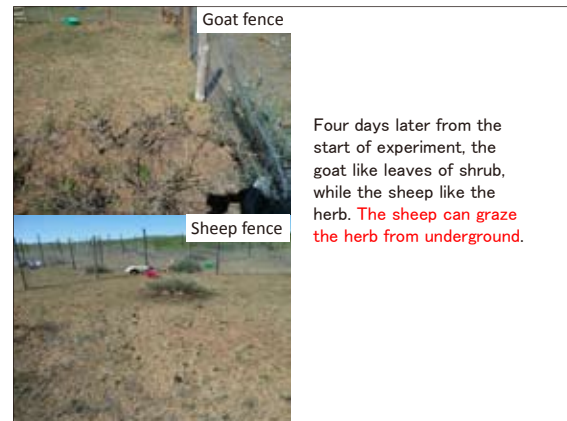 Goat fence
Four days later from the
start of experiment, the
goat like leaves of shrub,
while the sheep like the
herb. The sheep can graze
the herb from underground.
Sheep fence